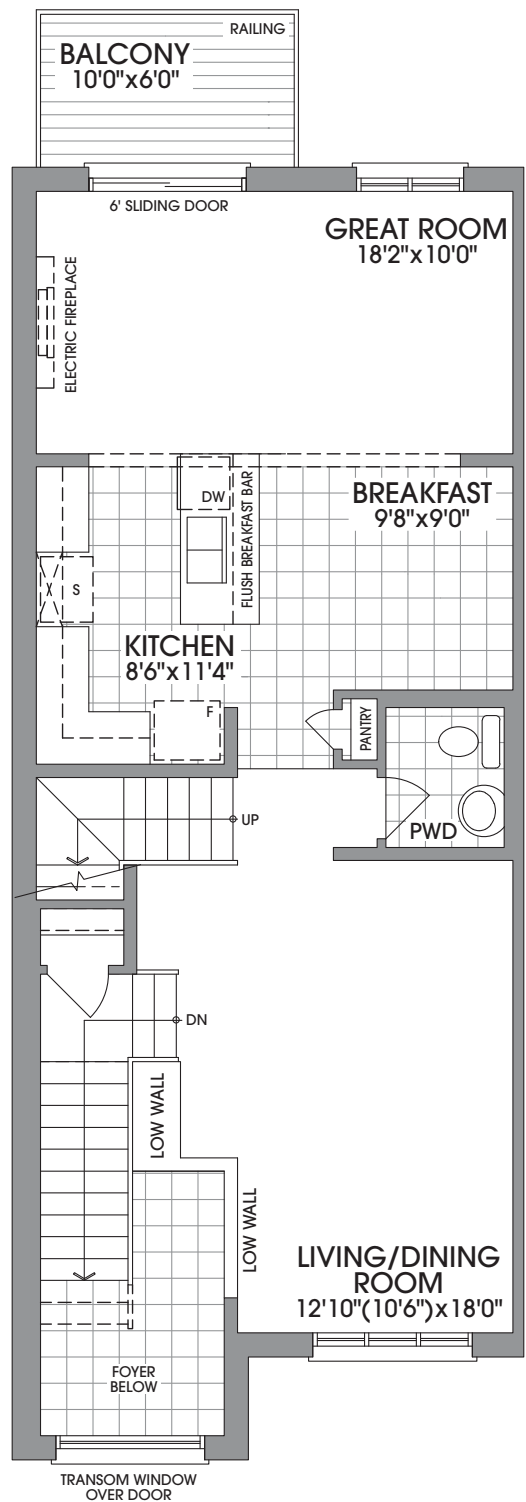 RAILING
BALCONY
10'0"x6'0"
6' SLIDING DOOR
GREAT ROOM
18'2"x10'0"
ELECTRIC FIREPLACE
DW
FLUSH BREAKFAST BAR
BREAKFAST
9'8"x9'0"
S
KITCHEN
8'6"x11'4"
F
PANTRY
UP
PWD
DN
LOW WALL
LOW WALL
LIVING/DINING
ROOM
12'10"(10'6")x18'0"
FOYER
BELOW
TRANSOM WINDOW
OVER DOOR